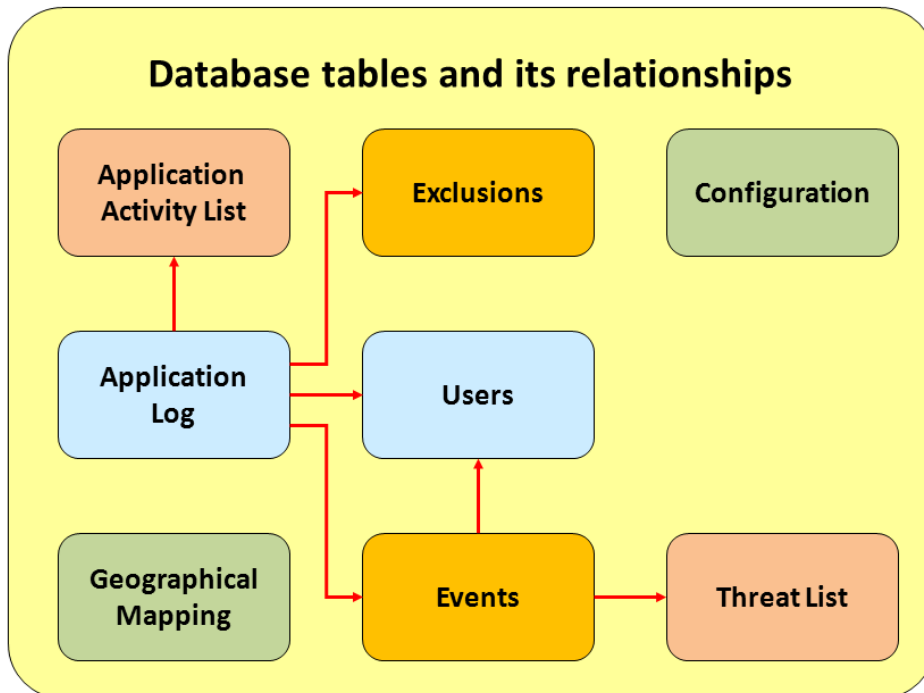 Database tables and its relationships
Application
Activity List
Exclusions
Configuration
Application
Log
Users
Geographical
Mapping
Events
Threat List